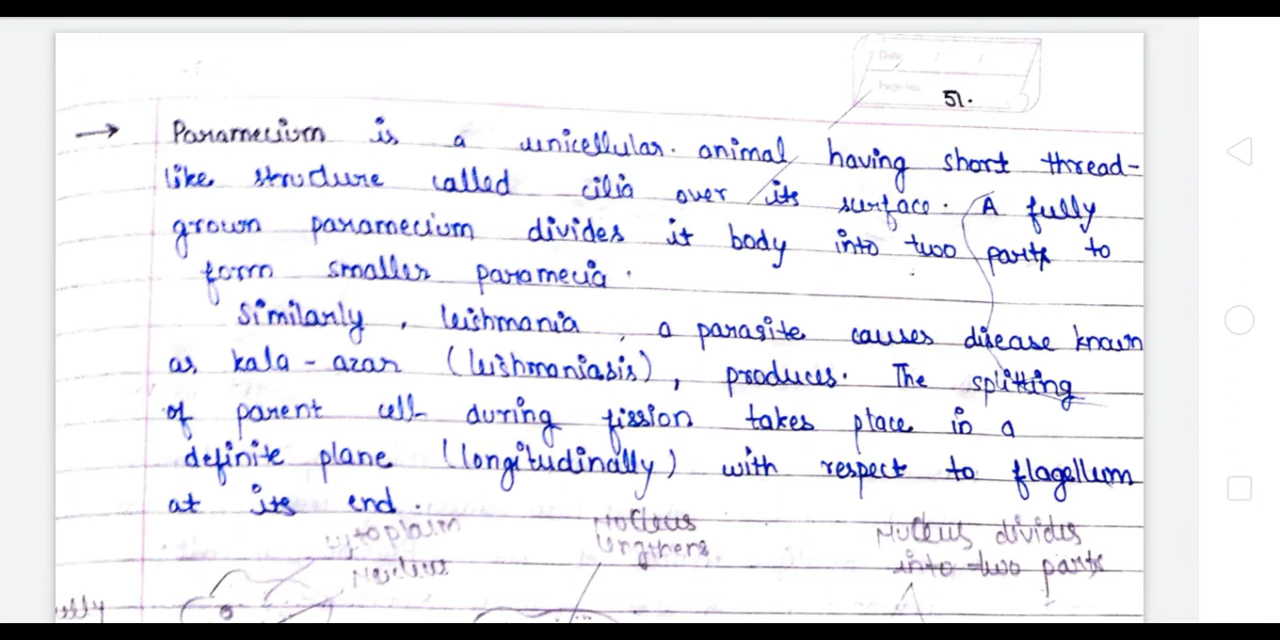 Date / /
Page No.
51.
→ Paramecium is a unicellular. animal having short thread-
like structure called cilia over its surface. A fully
grown paramecium divides it body into two parts to
form smaller paramecia.
Similarly, leishmania, a parasite causes disease known
as kala-azar (leishmaniasis), produces. The splitting
of parent cell during fission takes place in a
definite plane (longitudinally) with respect to flagellum
at its end.
cytoplasm Nucleus Nucleus divides
Nucleus lengthens into two parts